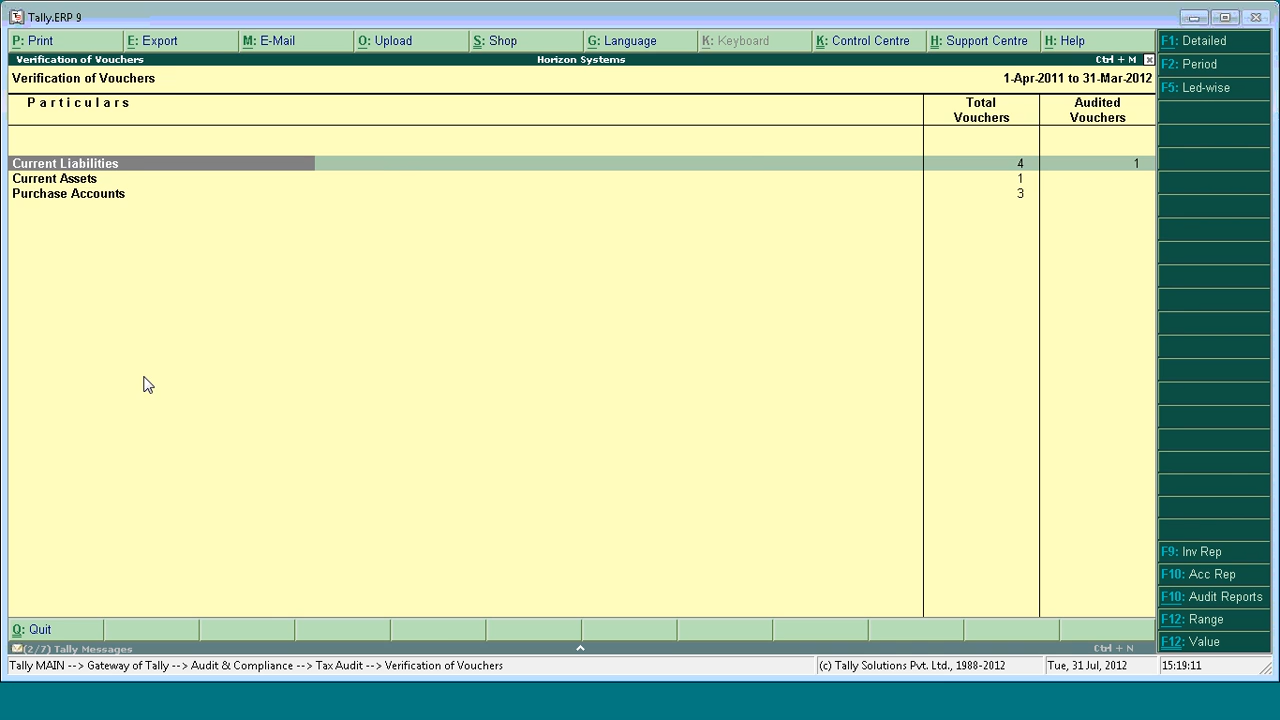 Tally.ERP 9
P: Print E: Export M: E-Mail O: Upload S: Shop G: Language K: Keyboard K: Control Centre H: Support Centre H: Help
Verification of Vouchers Horizon Systems Ctrl + M
Verification of Vouchers 1-Apr-2011 to 31-Mar-2012
Particulars Total Vouchers Audited Vouchers
Current Liabilities 4 1
Current Assets 1
Purchase Accounts 3
F1: Detailed
F2: Period
F5: Led-wise
F9: Inv Rep
F10: Acc Rep
F10: Audit Reports
F12: Range
F12: Value
Q: Quit
(2/7) Tally Messages Ctrl + N
Tally MAIN --> Gateway of Tally --> Audit & Compliance --> Tax Audit --> Verification of Vouchers (c) Tally Solutions Pvt. Ltd., 1988-2012 Tue, 31 Jul, 2012 15:19:11